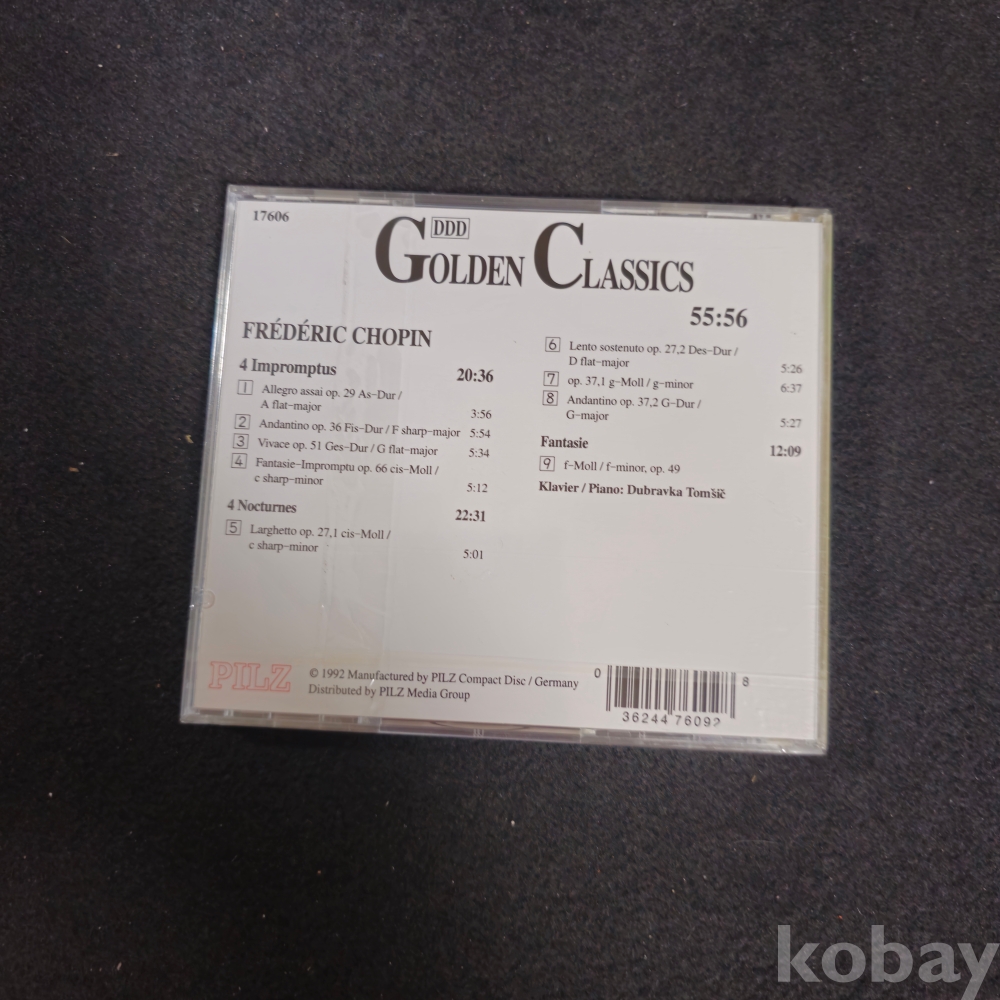 17606
DDD
GOLDEN CLASSICS
55:56
FRÉDÉRIC CHOPIN
4 Impromptus 20:36
1 Allegro assai op. 29 As-Dur /
A flat-major 3:56
2 Andantino op. 36 Fis-Dur / F sharp-major 5:54
3 Vivace op. 51 Ges-Dur / G flat-major 5:34
4 Fantasie-Impromptu op. 66 cis-Moll /
c sharp-minor 5:12
4 Nocturnes 22:31
5 Larghetto op. 27,1 cis-Moll /
c sharp-minor 5:01
6 Lento sostenuto op. 27,2 Des-Dur /
D flat-major 5:26
7 op. 37,1 g-Moll / g-minor 6:37
8 Andantino op. 37,2 G-Dur /
G-major 5:27
Fantasie 12:09
9 f-Moll / f-minor, op. 49
Klavier / Piano: Dubravka Tomšič
PILZ
© 1992 Manufactured by PILZ Compact Disc / Germany
Distributed by PILZ Media Group
0 36244 76092 8
kobay